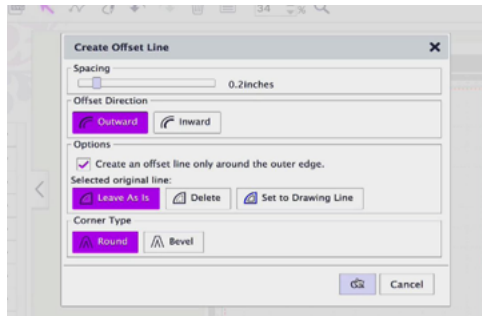 34 %
Create Offset Line
Spacing
0.2inches
Offset Direction
Outward Inward
Options
Create an offset line only around the outer edge.
Selected original line:
Leave As Is Delete Set to Drawing Line
Corner Type
Round Bevel
Cancel